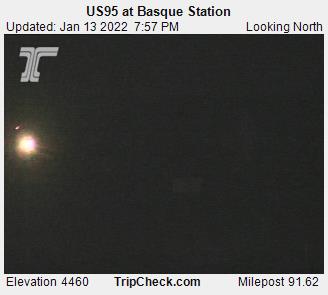 US95 at Basque Station
Updated: Jan 13 2022 7:57 PM Looking North
Elevation 4460 TripCheck.com Milepost 91.62